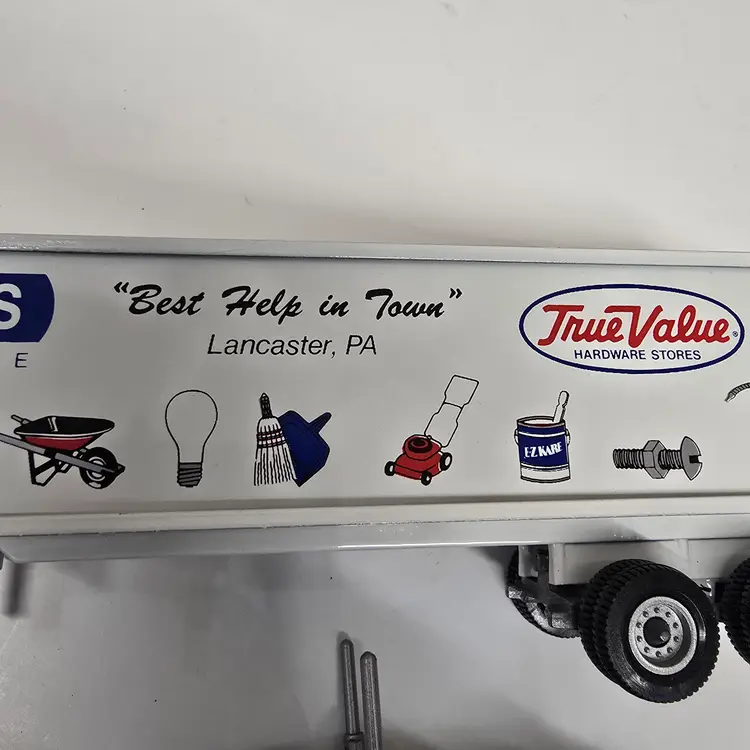 S
E
"Best Help in Town"
Lancaster, PA
True Value®
HARDWARE STORES
E-Z KARE